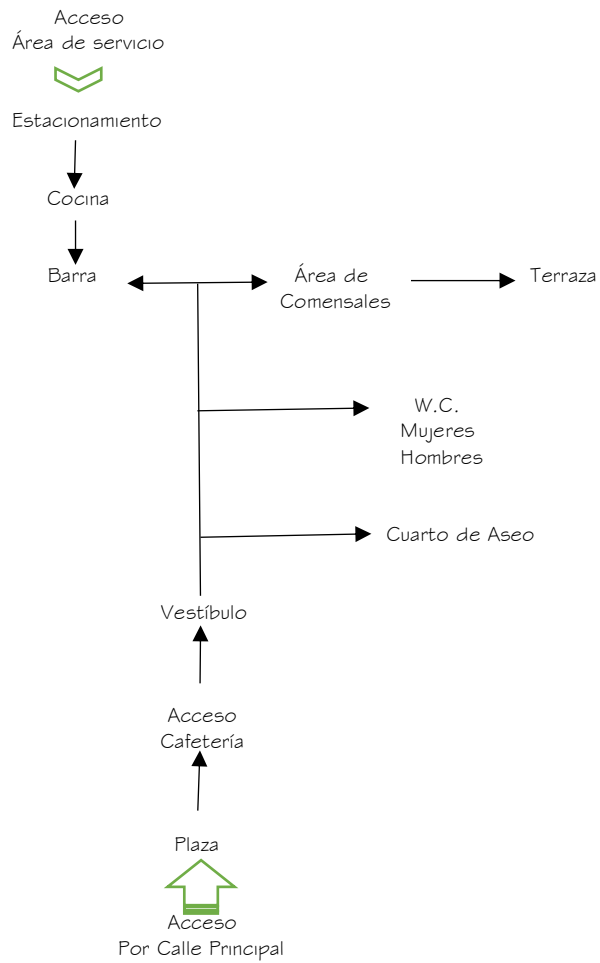 Acceso
Área de servicio
Estacionamiento
Cocina
Barra
Área de
Comensales
Terraza
W.C.
Mujeres
Hombres
Cuarto de Aseo
Vestíbulo
Acceso
Cafetería
Plaza
Acceso
Por Calle Principal